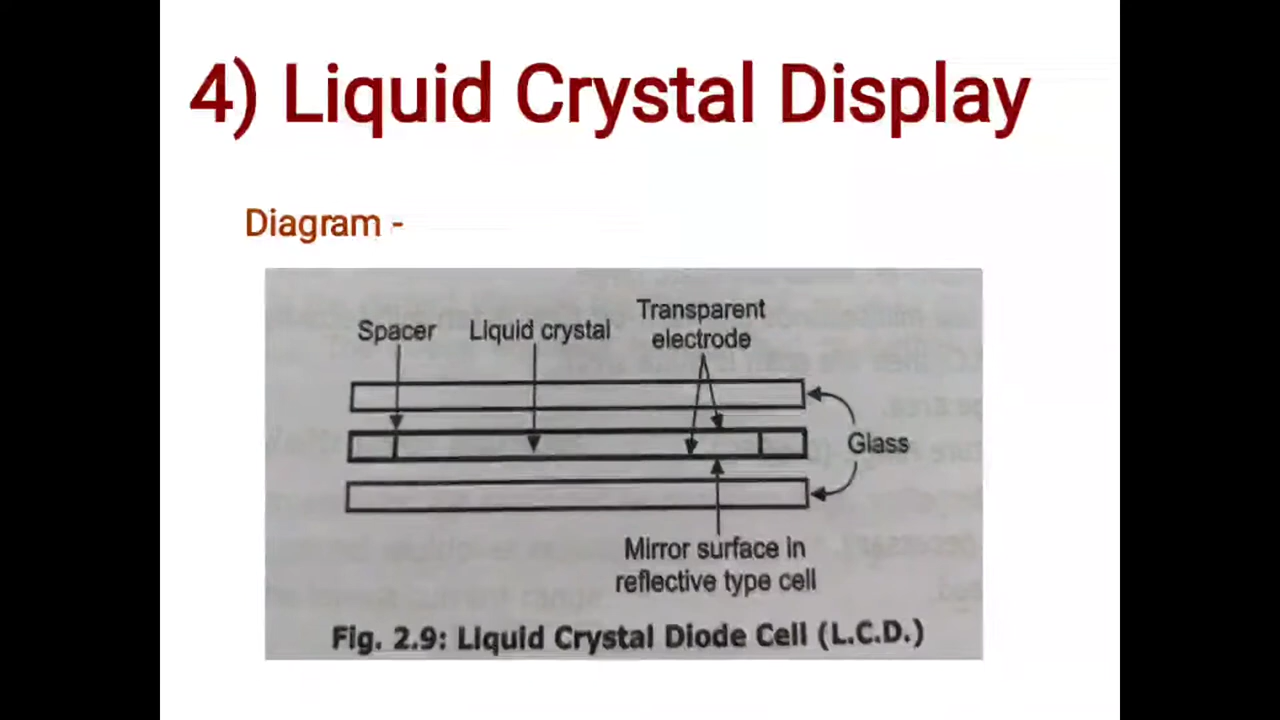 4) Liquid Crystal Display
Diagram -
Transparent
electrode
Spacer
Liquid crystal
Glass
Mirror surface in
reflective type cell
Fig. 2.9: Liquid Crystal Diode Cell (L.C.D.)